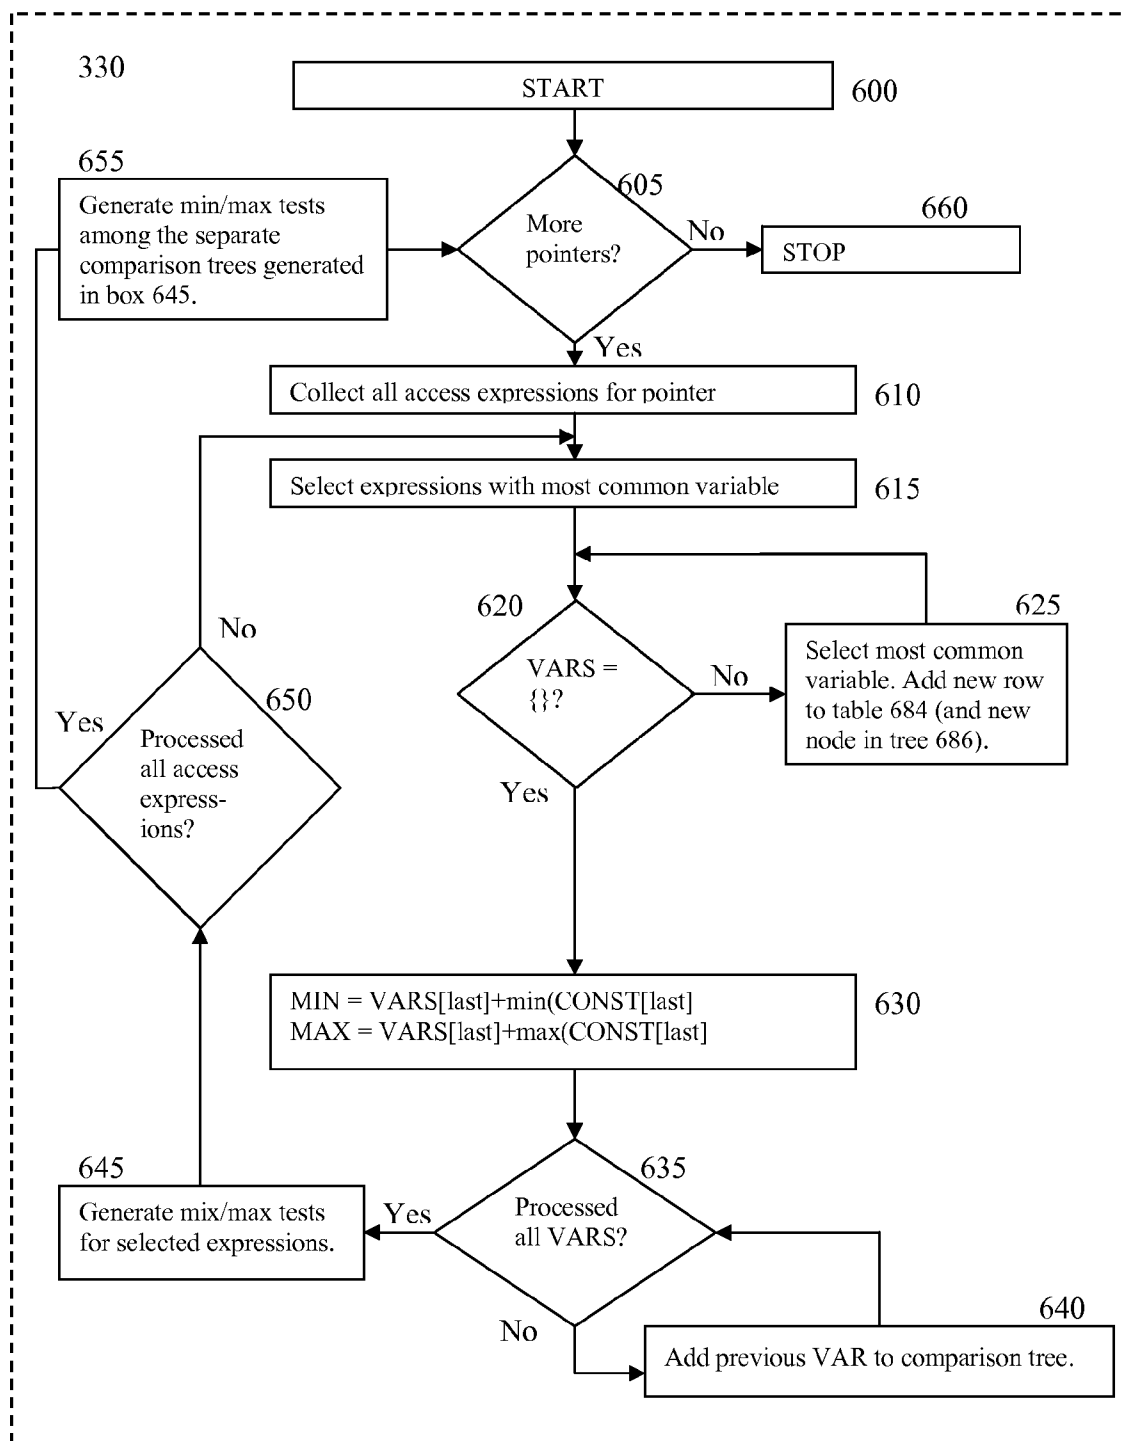 330
START
600
655
Generate min/max tests
among the separate
comparison trees generated
in box 645.
605
More
pointers?
No
660
STOP
Yes
Collect all access expressions for pointer
610
Select expressions with most common variable
615
620
VARS =
{}?
No
625
Select most common
variable. Add new row
to table 684 (and new
node in tree 686).
No
650
Yes
Processed
all access
express-
ions?
Yes
MIN = VARS[last]+min(CONST[last]
MAX = VARS[last]+max(CONST[last]
630
645
Generate mix/max tests
for selected expressions.
Yes
635
Processed
all VARS?
No
640
Add previous VAR to comparison tree.